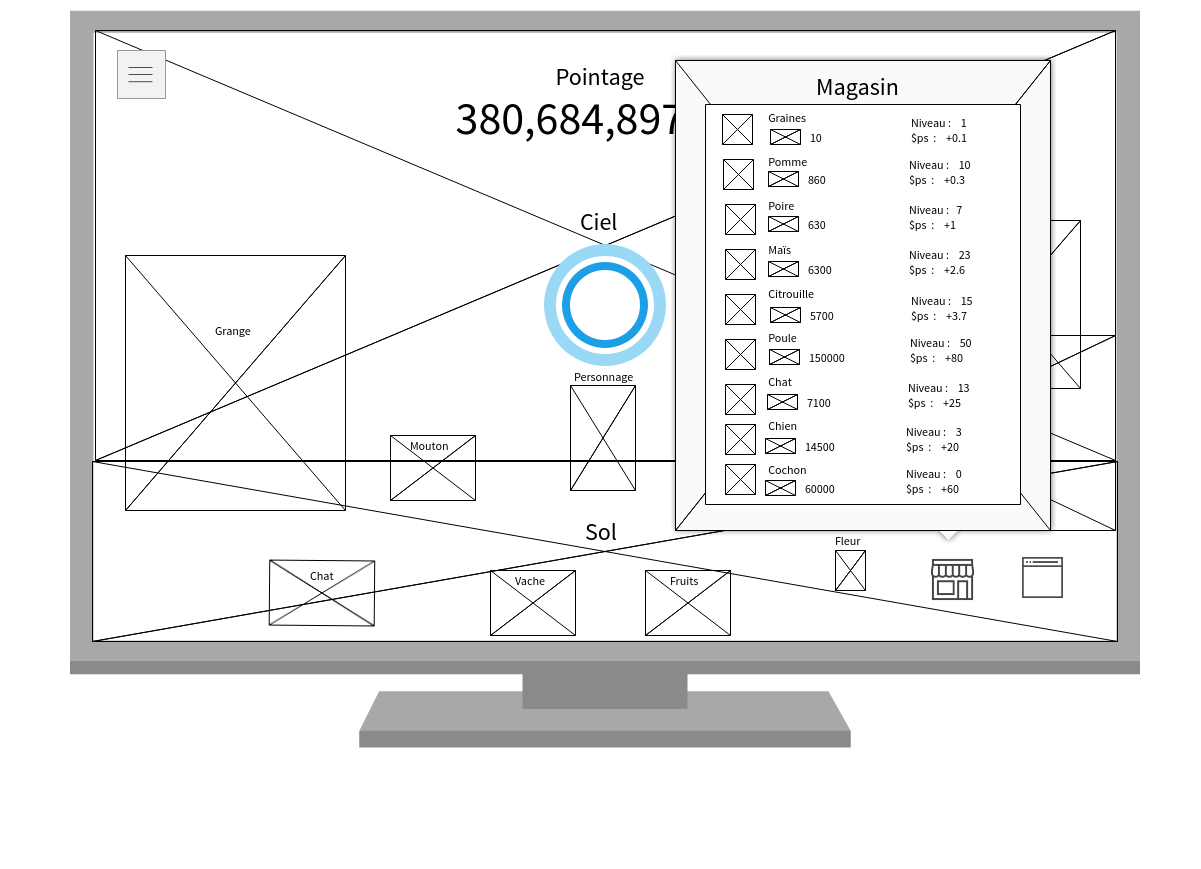 Pointage
380,684,897
Ciel
Grange
Personnage
Mouton
Sol
Chat
Vache
Fruits
Fleur
Magasin
Graines
10
Niveau : 1
$ps : +0.1
Pomme
860
Niveau : 10
$ps : +0.3
Poire
630
Niveau : 7
$ps : +1
Maïs
6300
Niveau : 23
$ps : +2.6
Citrouille
5700
Niveau : 15
$ps : +3.7
Poule
150000
Niveau : 50
$ps : +80
Chat
7100
Niveau : 13
$ps : +25
Chien
14500
Niveau : 3
$ps : +20
Cochon
60000
Niveau : 0
$ps : +60